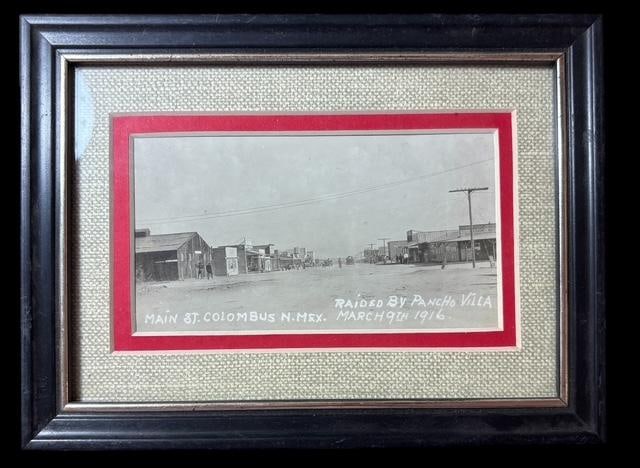 RAIDED BY PANCHO VILLA
MAIN ST. COLOMBUS N. MEX. MARCH 9TH 1916.